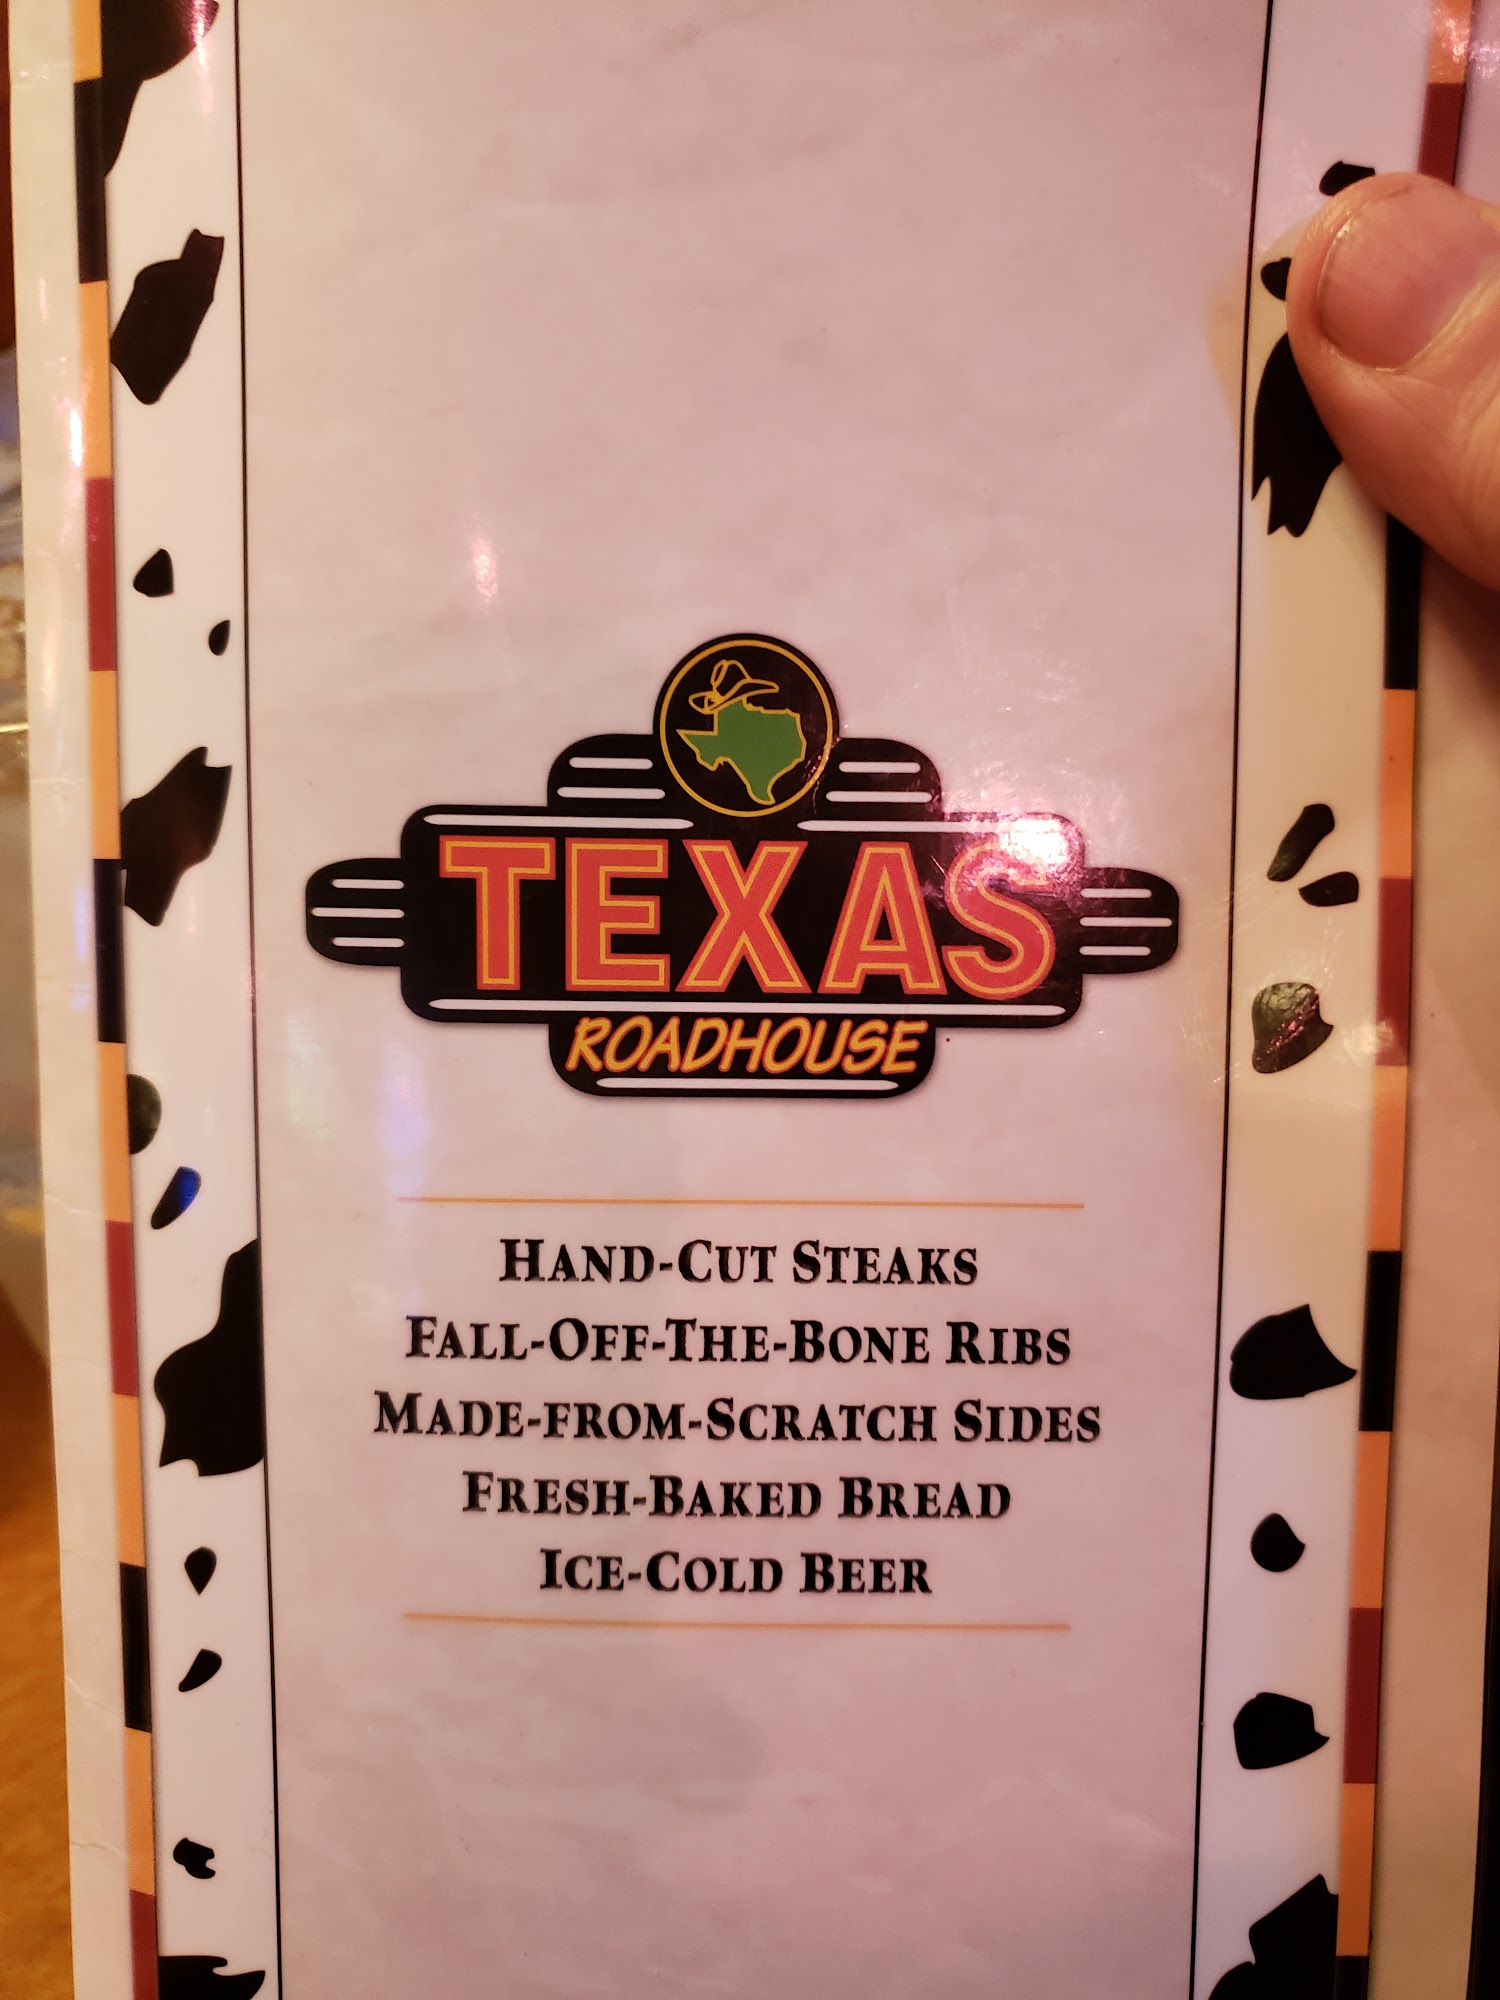 TEXAS
ROADHOUSE
HAND-CUT STEAKS
FALL-OFF-THE-BONE RIBS
MADE-FROM-SCRATCH SIDES
FRESH-BAKED BREAD
ICE-COLD BEER